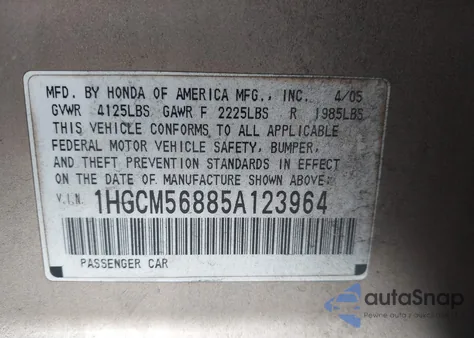 MFD. BY HONDA OF AMERICA MFG., INC. 4/05
GVWR 4125LBS GAWR F 2225LBS R 1985LBS
THIS VEHICLE CONFORMS TO ALL APPLICABLE
FEDERAL MOTOR VEHICLE SAFETY, BUMPER,
AND THEFT PREVENTION STANDARDS IN EFFECT
ON THE DATE OF MANUFACTURE SHOWN ABOVE:
V.I.N. 1HGCM56885A123964
PASSENGER CAR
autoSnap
Pewne auto z